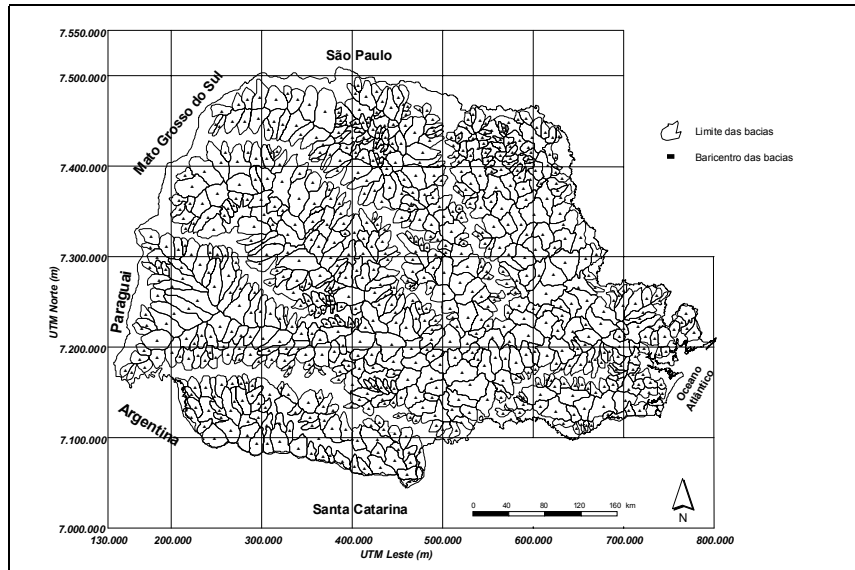 7.550.000
São Paulo
7.500.000
Mato Grosso do Sul
Limite das bacias
Baricentro das bacias
7.400.000
7.300.000
UTM Norte (m)
Paraguai
7.200.000
Oceano
Atlântico
Argentina
7.100.000
0 40 80 120 160 km
Santa Catarina
N
7.000.000
130.000 200.000 300.000 400.000 500.000 600.000 700.000 800.000
UTM Leste (m)